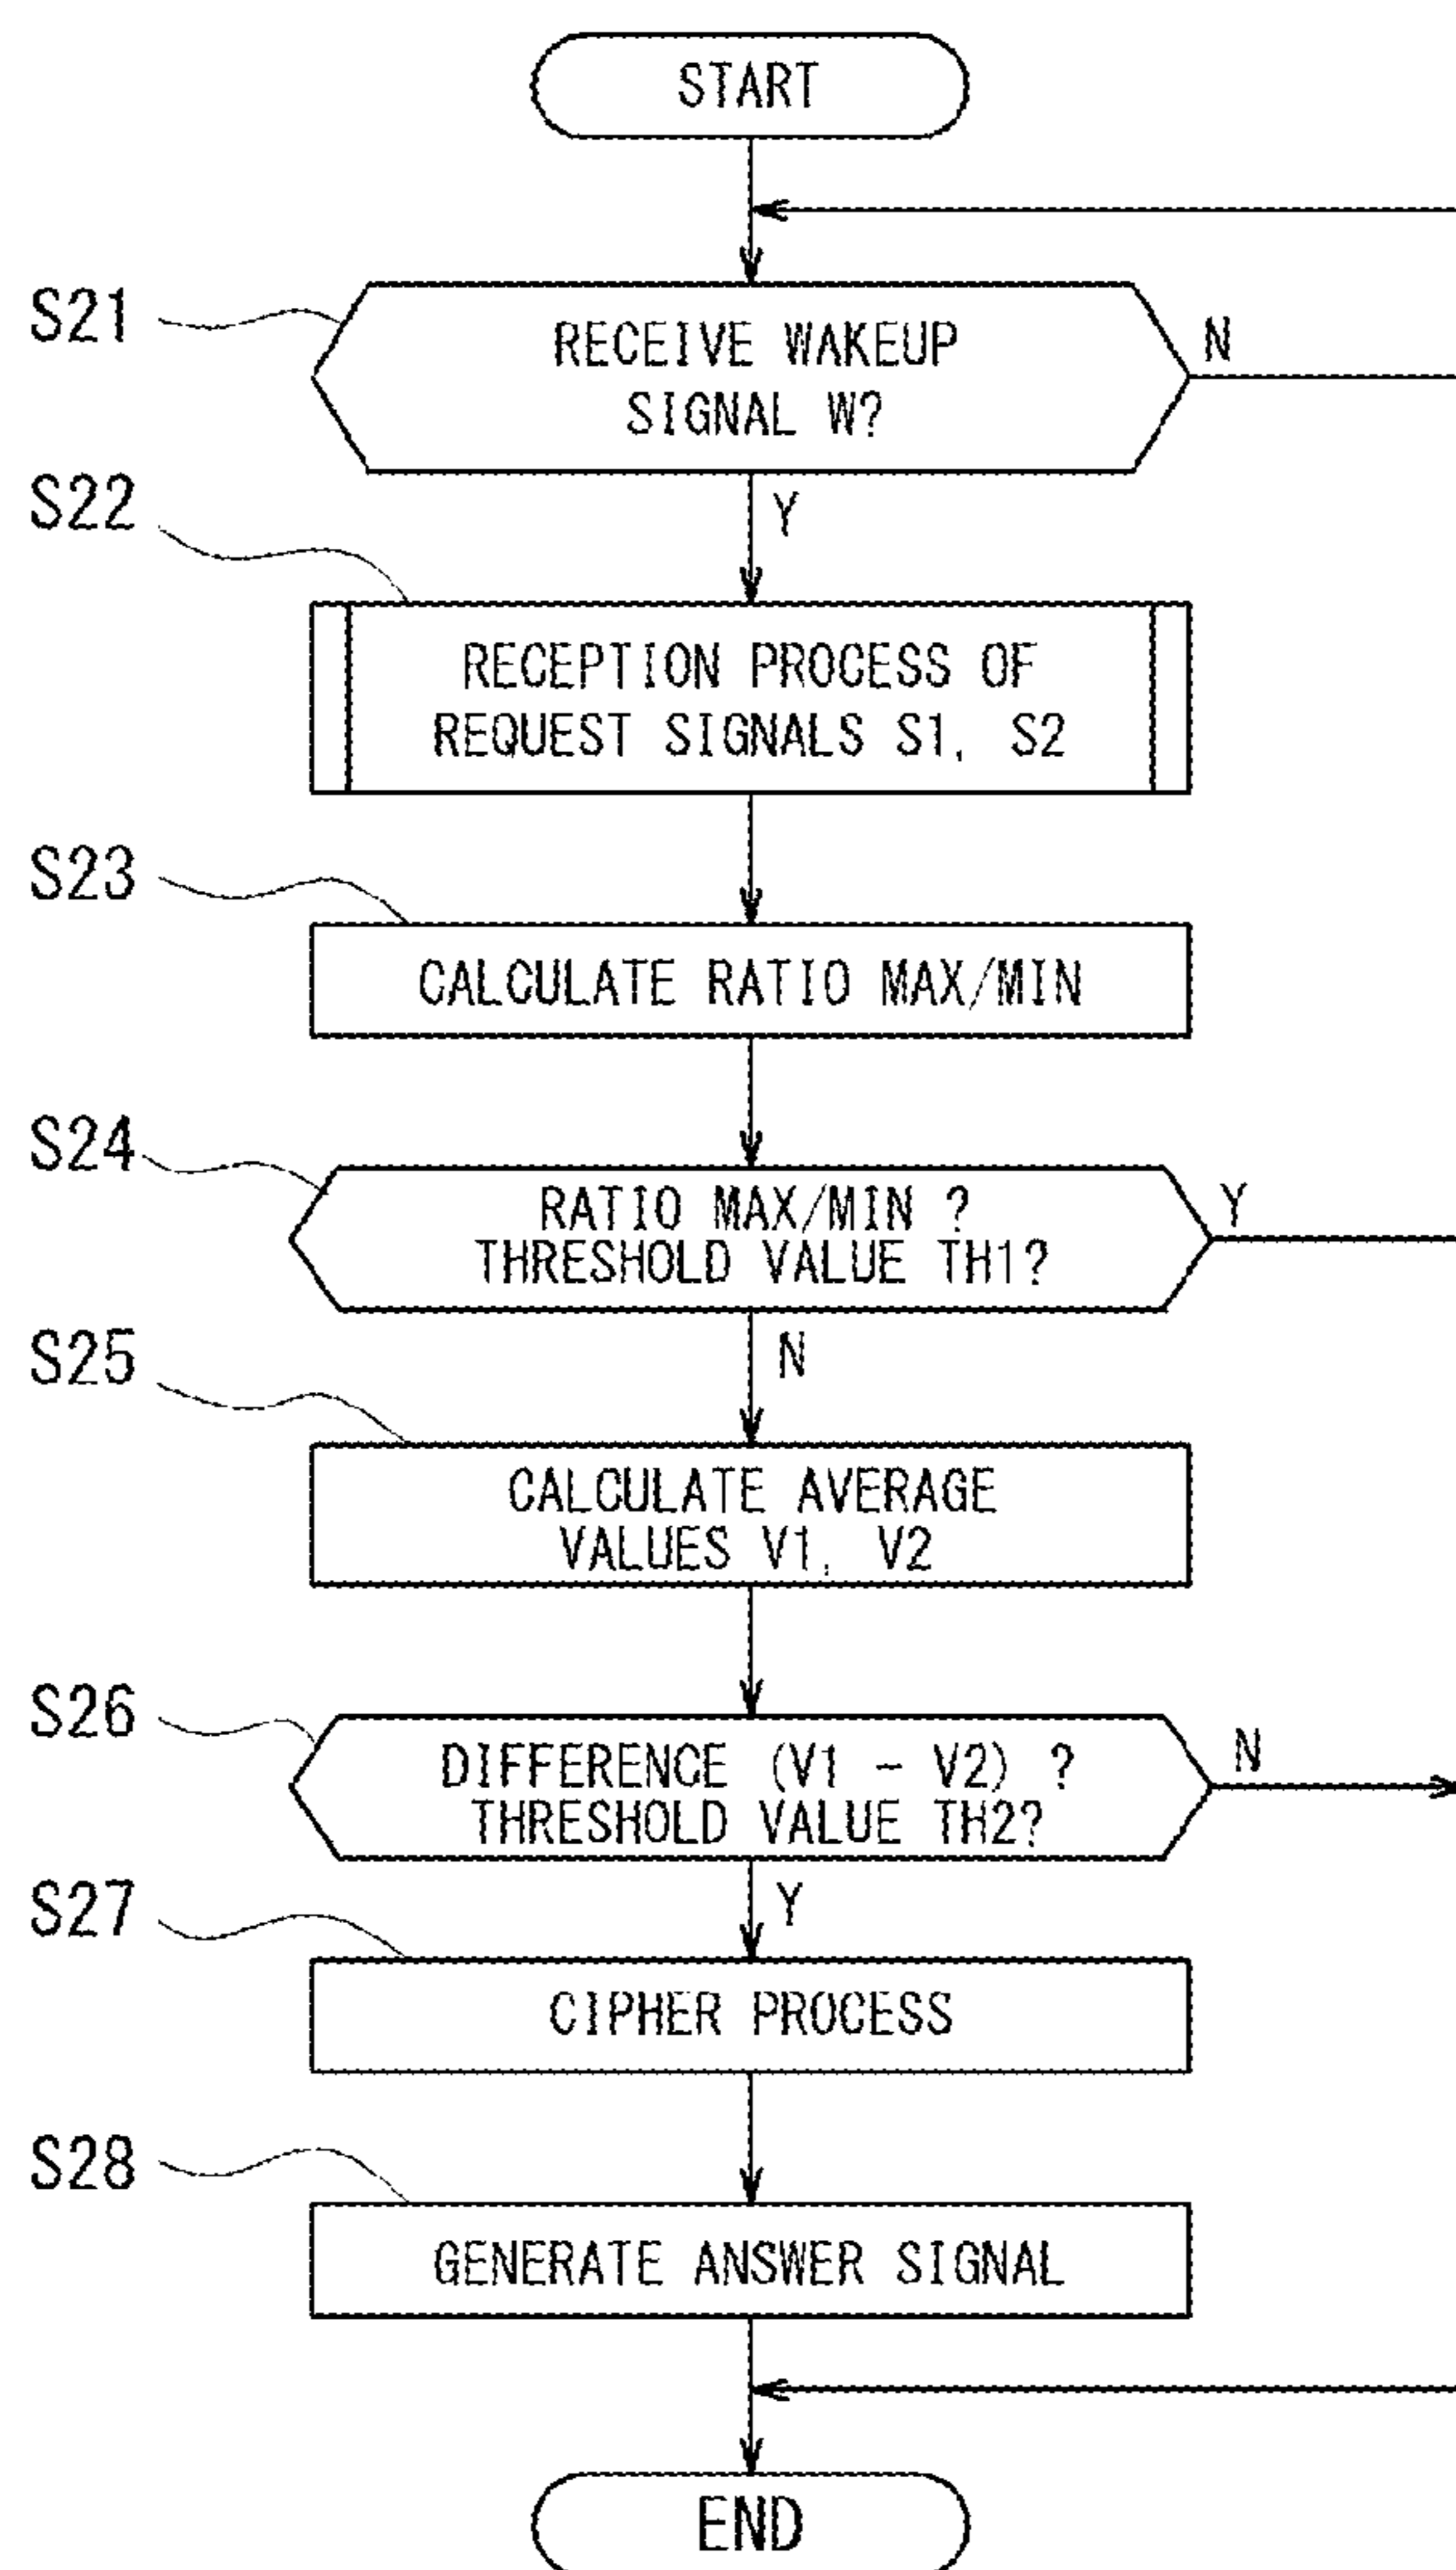 START
S21
RECEIVE WAKEUP
SIGNAL W?
N
S22
Y
RECEPTION PROCESS OF
REQUEST SIGNALS S1, S2
S23
CALCULATE RATIO MAX/MIN
S24
RATIO MAX/MIN ?
THRESHOLD VALUE TH1?
Y
S25
N
CALCULATE AVERAGE
VALUES V1, V2
S26
DIFFERENCE (V1 - V2) ?
THRESHOLD VALUE TH2?
N
S27
Y
CIPHER PROCESS
S28
GENERATE ANSWER SIGNAL
END